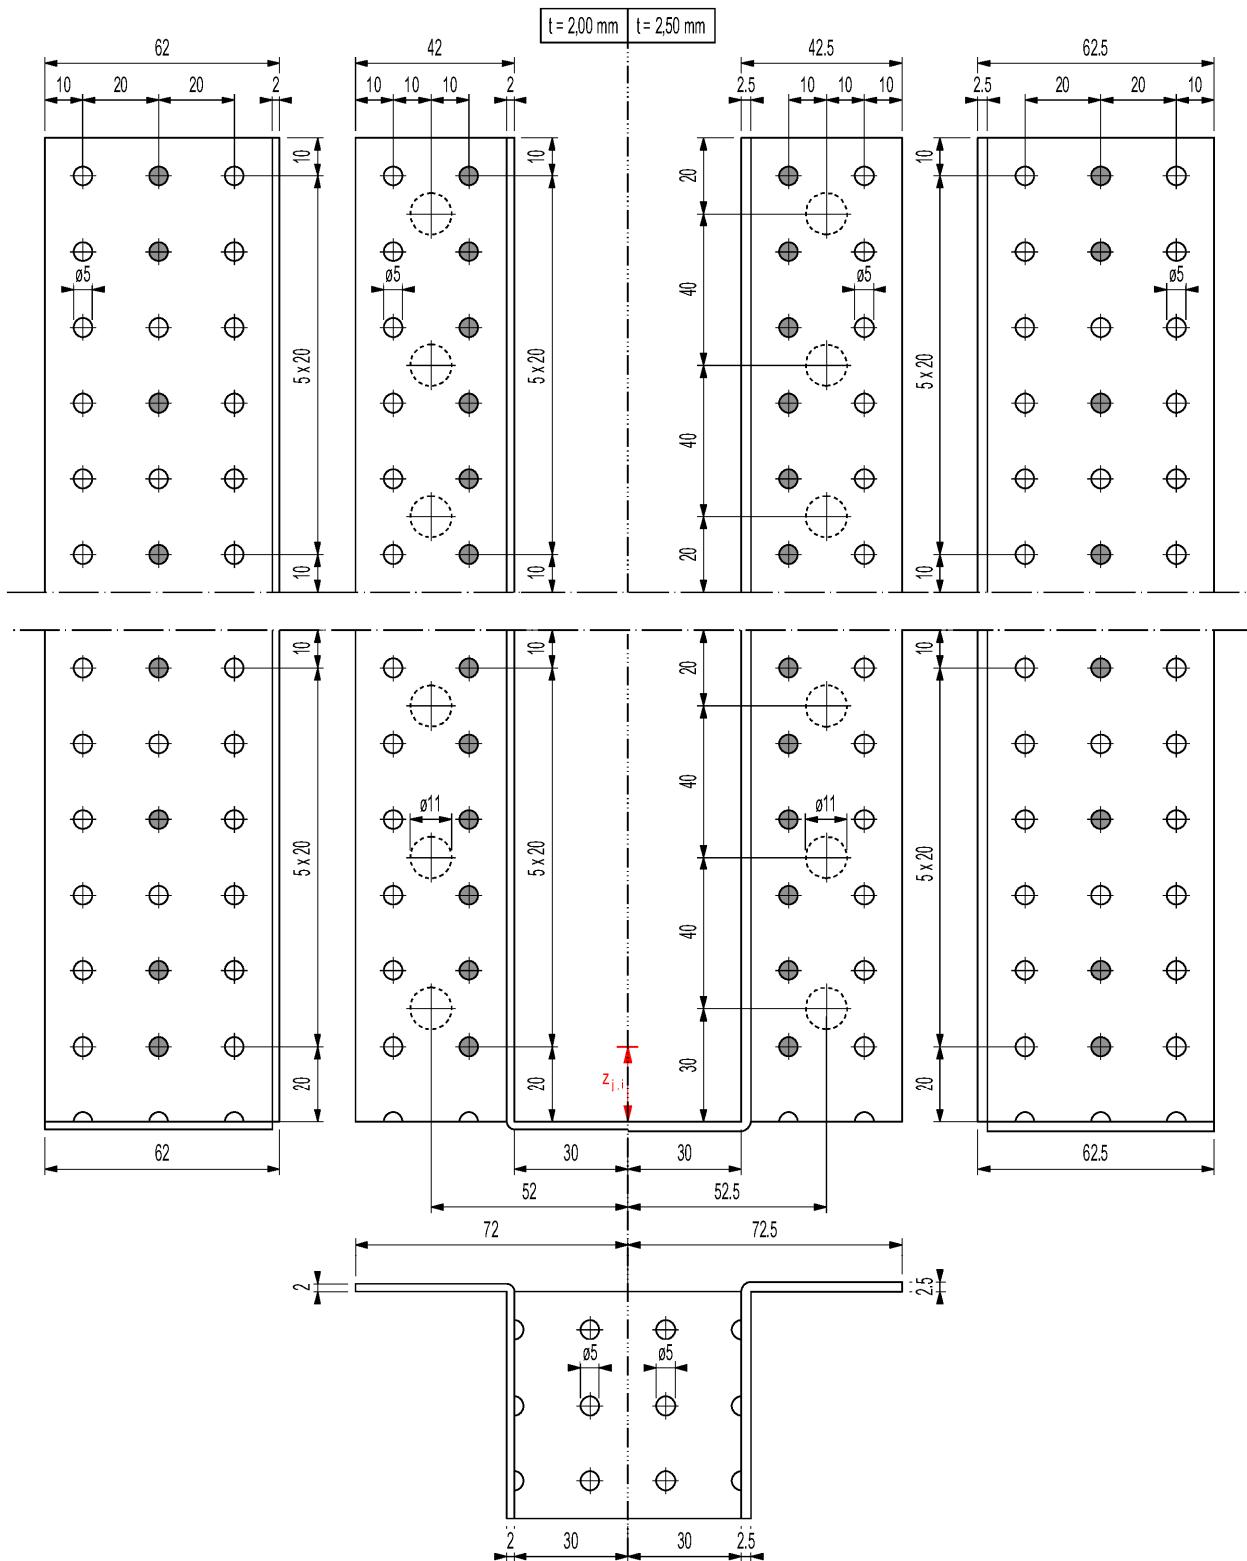 t = 2,00 mm t = 2,50 mm
62 42 42.5 62.5
10 20 20 2 10 10 10 2 2.5 10 10 10 2.5 20 20 10
10 10 20 10
ø5 ø5 ø5 ø5
40
5 x 20 5 x 20 5 x 20
40
10 10 20 10
10 10 20 10
40
ø11 ø11
5 x 20 5 x 20 5 x 20
40
20 20 30 20
z j,i
62 30 30 62.5
52 52.5
72 72.5
2 2.5
ø5 ø5
2 30 30 2.5